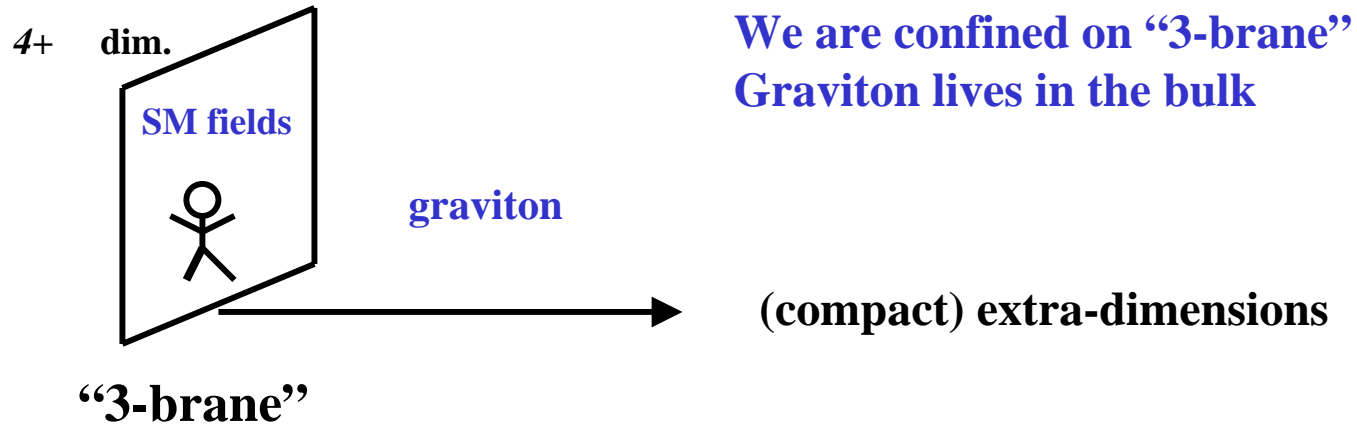 4+ dim.
We are confined on “3-brane”
Graviton lives in the bulk
SM fields
graviton
(compact) extra-dimensions
“3-brane”